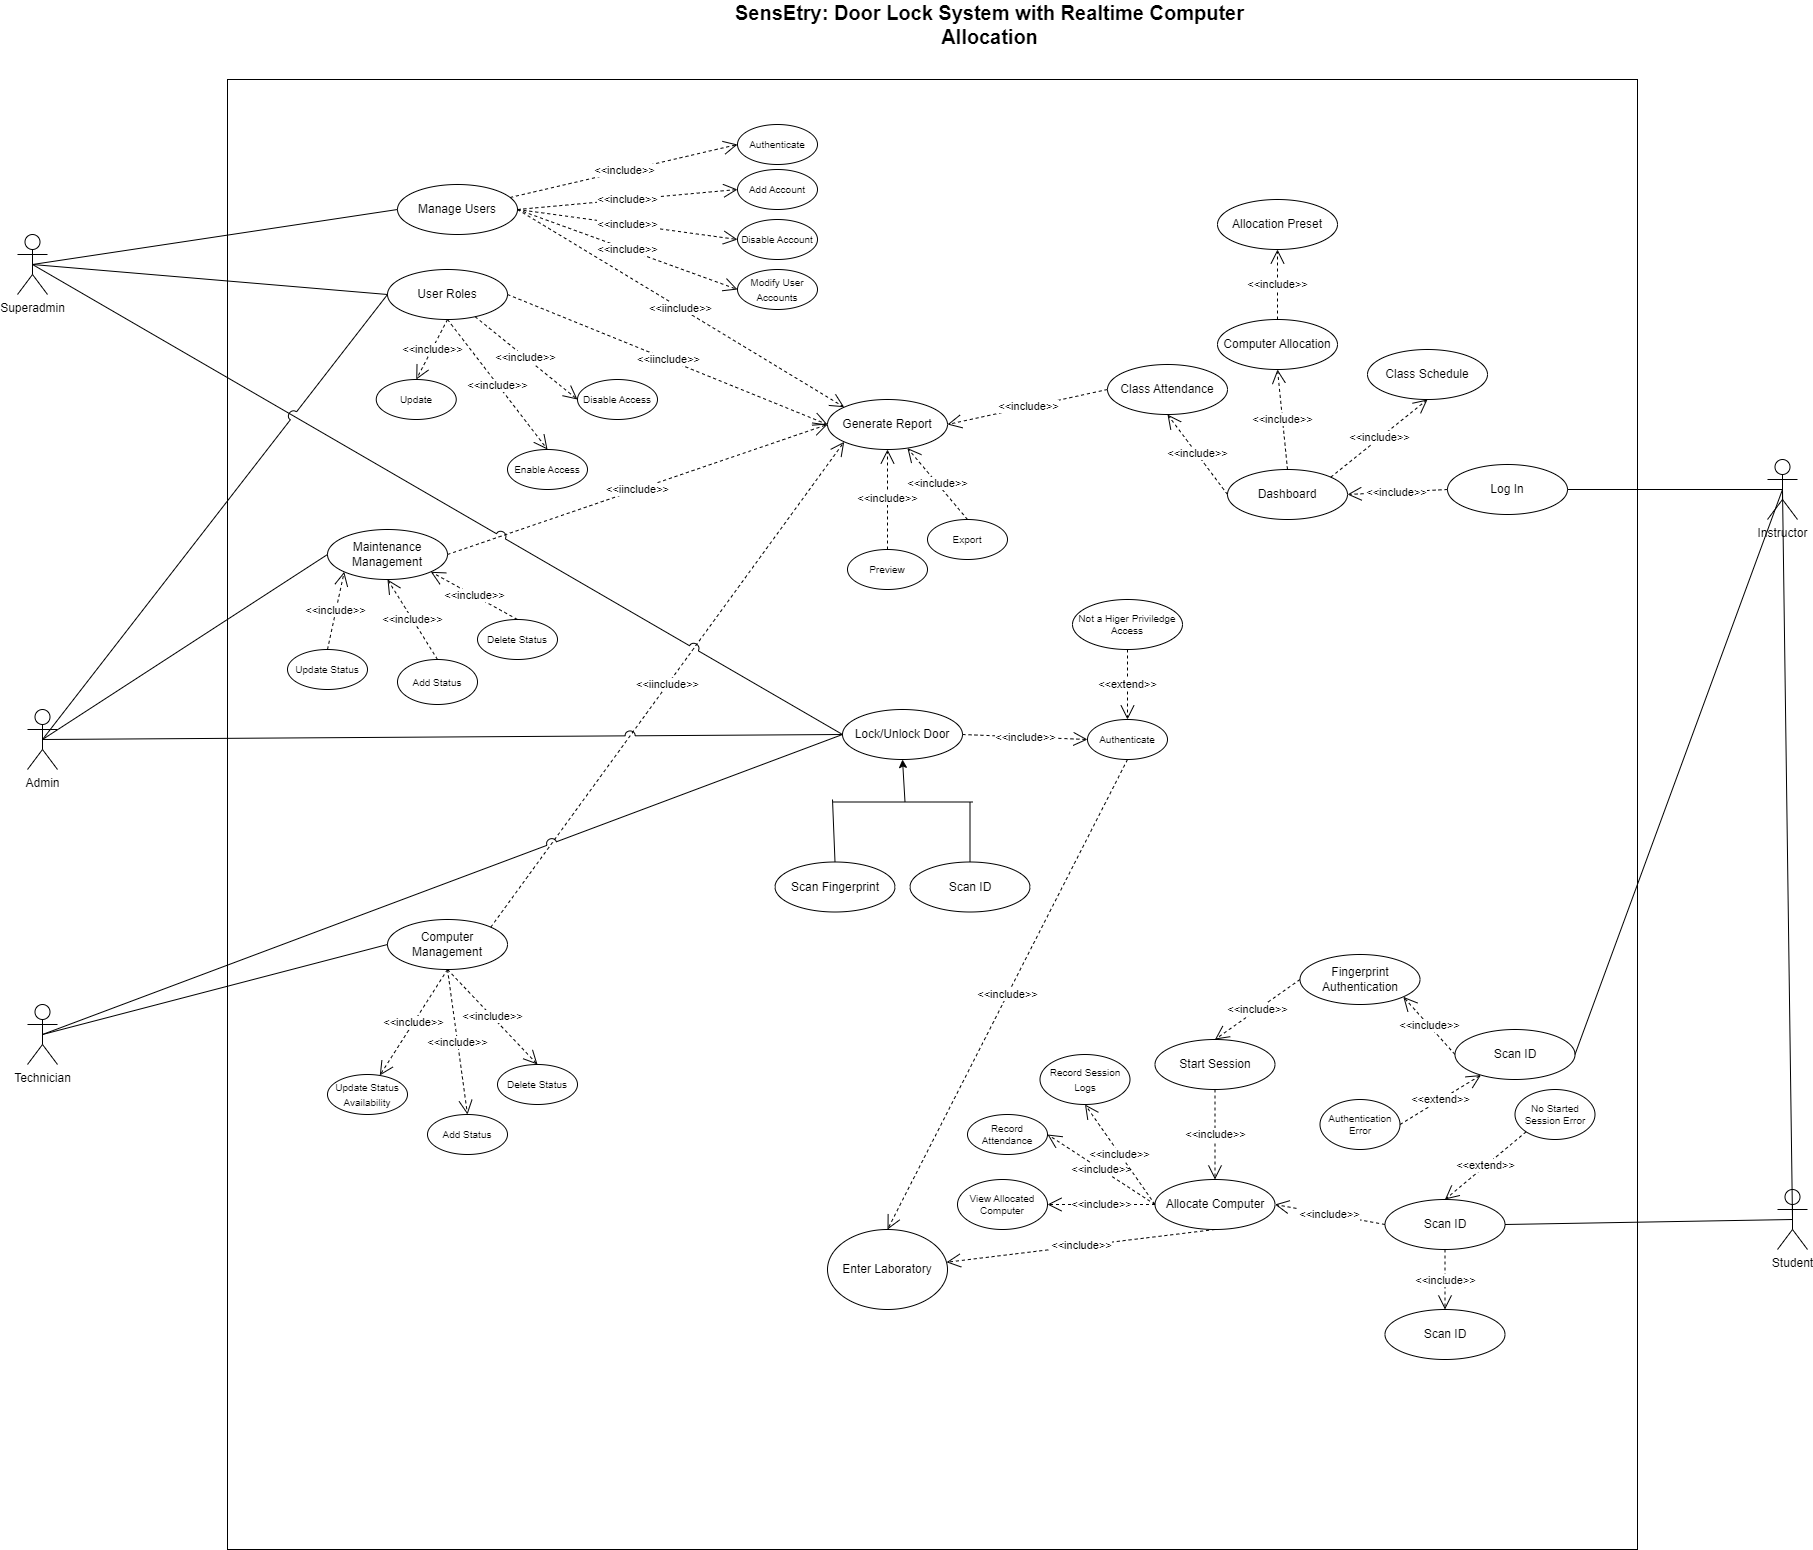 SensEtry: Door Lock System with Realtime Computer
Allocation
Authenticate
<<include>>
Add Account
Manage Users
<<include>>
Disable Account
<<include>>
<<include>>
Modify User
Accounts
<<iinclude>>
Superadmin
User Roles
<<include>>
<<include>>
<<include>>
<<iinclude>>
Update
Disable Access
Enable Access
Allocation Preset
<<include>>
Computer Allocation
Class Schedule
Class Attendance
<<include>>
Generate Report
<<include>>
<<include>>
<<include>>
Dashboard
<<include>>
Log In
Instructor
<<iinclude>>
<<include>>
<<include>>
Export
Preview
Maintenance
Management
<<include>>
<<include>>
<<include>>
Delete Status
Update Status
Add Status
Not a Higer Priviledge
Access
<<iinclude>>
<<extend>>
Admin
Lock/Unlock Door
<<include>>
Authenticate
Scan Fingerprint
Scan ID
Computer
Management
<<include>>
<<include>>
<<include>>
<<include>>
Technician
Update Status
Availability
Delete Status
Add Status
Fingerprint
Authentication
<<include>>
<<include>>
Scan ID
Start Session
Record Session
Logs
<<extend>>
Authentication
Error
No Started
Session Error
Record
Attendance
<<include>>
<<include>>
<<include>>
<<extend>>
View Allocated
Computer
<<include>>
Allocate Computer
<<include>>
Scan ID
<<include>>
Enter Laboratory
Student
<<include>>
Scan ID